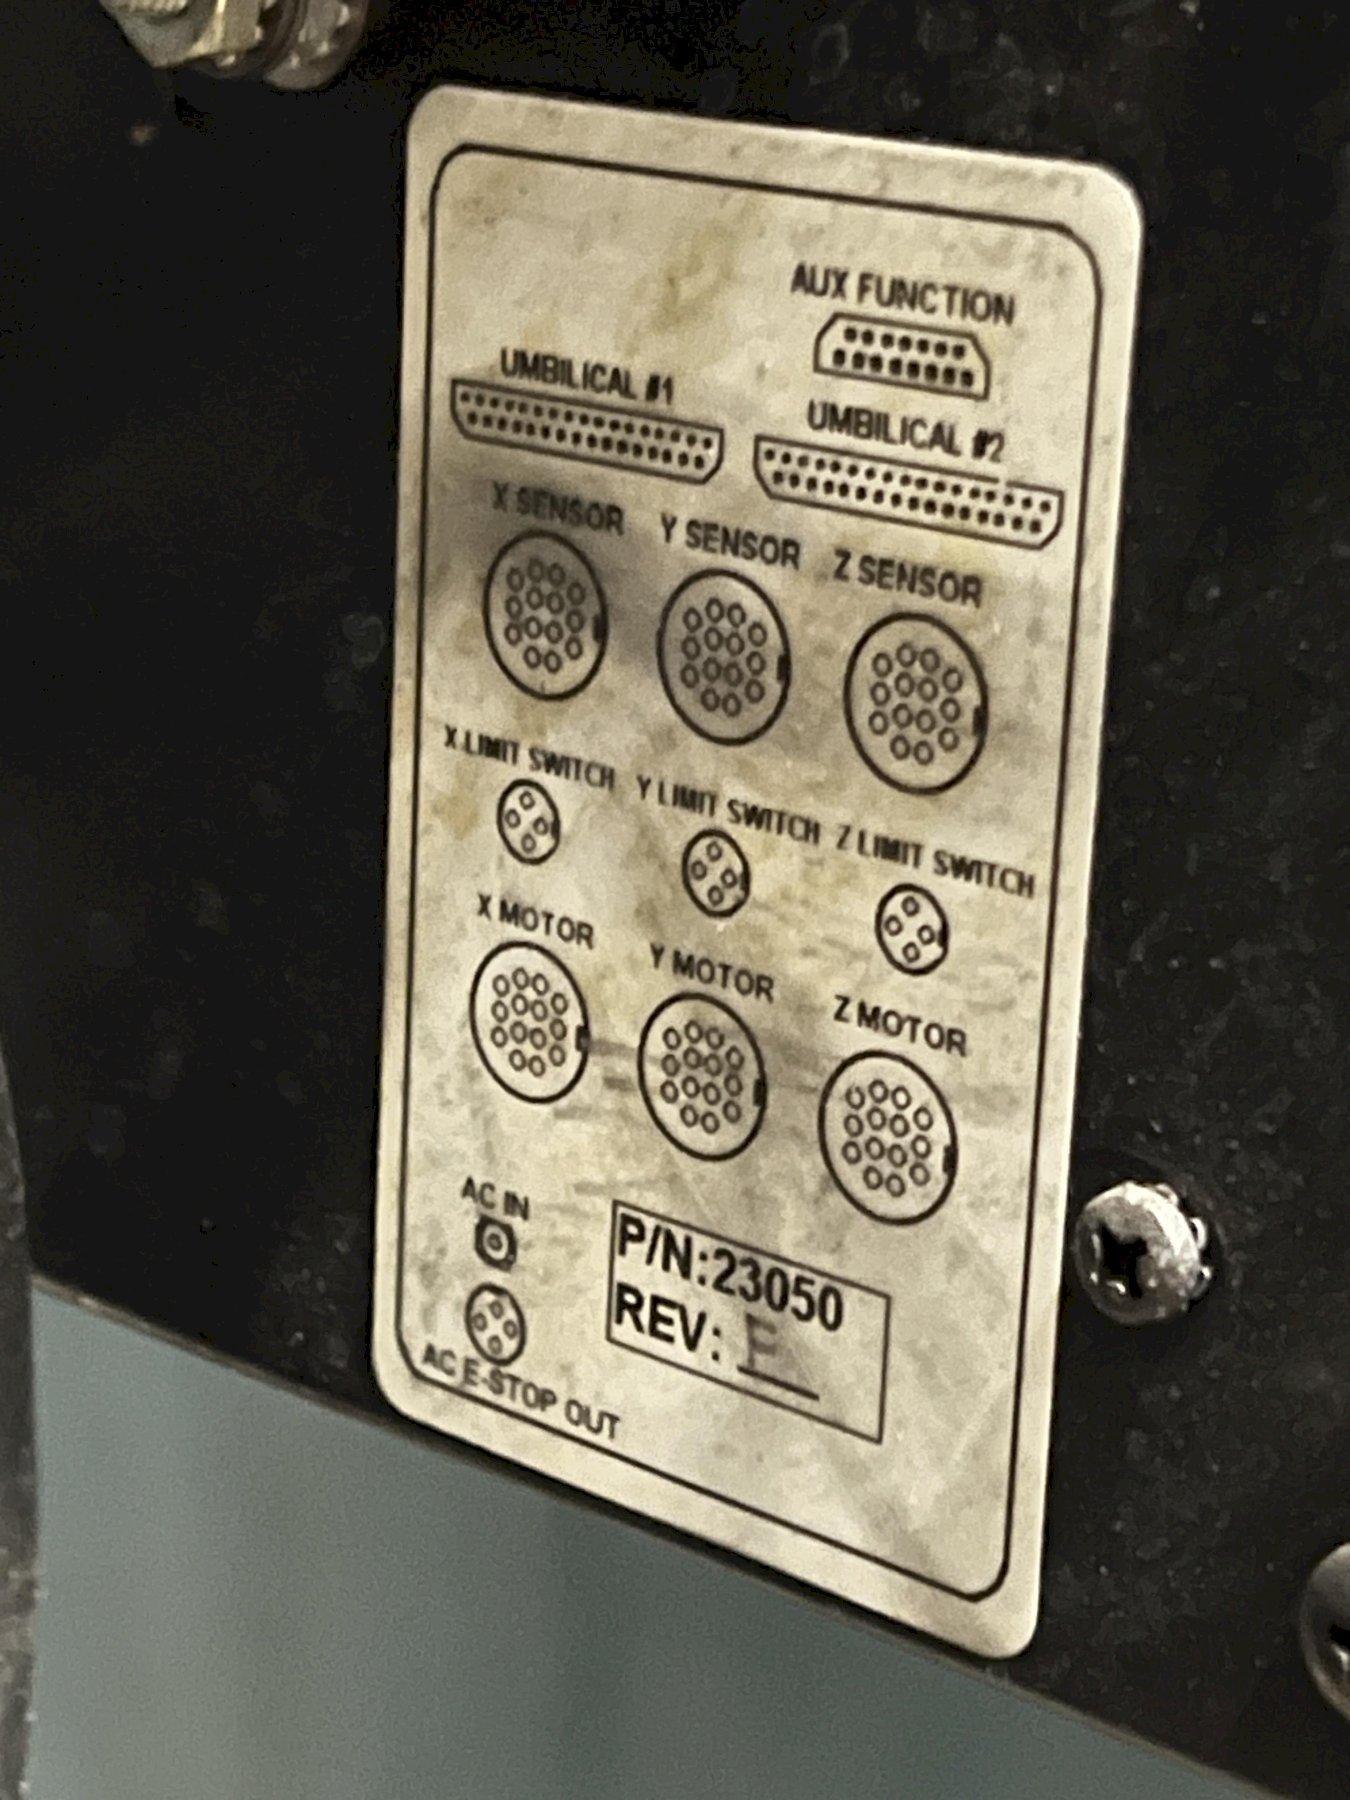 AUX FUNCTION
UMBILICAL #1
UMBILICAL #2
X SENSOR
Y SENSOR
Z SENSOR
X LIMIT SWITCH
Y LIMIT SWITCH
Z LIMIT SWITCH
X MOTOR
Y MOTOR
Z MOTOR
AC IN
P/N:23050
REV: F
AC E-STOP OUT